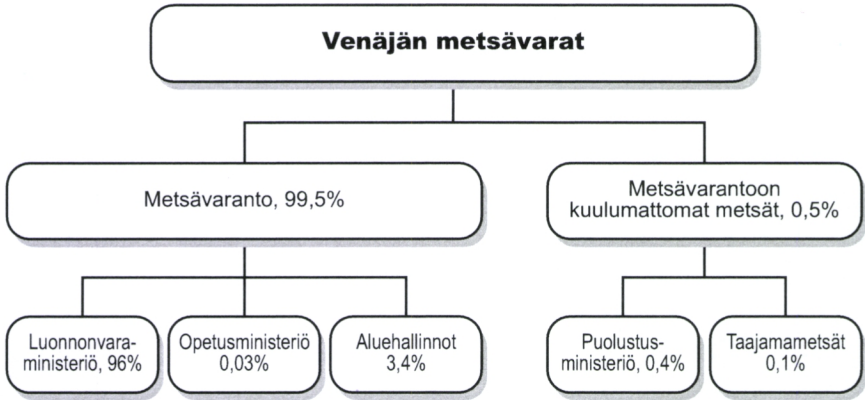 Venäjän metsävarat
Metsävaranto, 99,5%
Metsävarantoon
kuulumattomat metsät, 0,5%
Luonnonvara-
ministeriö, 96%
Opetusministeriö
0,03%
Aluehallinnot
3,4%
Puolustus-
ministeriö, 0,4%
Taajamametsät
0,1%